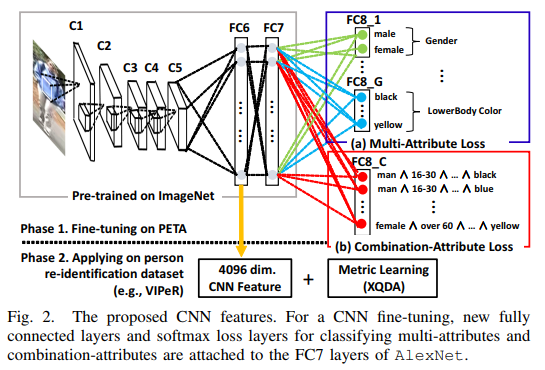 C1
C2
C3 C4 C5
FC6 FC7
FC8_1
male
female
Gender
FC8_G
black
yellow
LowerBody Color
(a) Multi-Attribute Loss
FC8_C
man ∧ 16-30 ∧ ... ∧ black
man ∧ 16-30 ∧ ... ∧ blue
female ∧ over 60 ∧ ... ∧ yellow
(b) Combination-Attribute Loss
Pre-trained on ImageNet
Phase 1. Fine-tuning on PETA
Phase 2. Applying on person
re-identification dataset
(e.g., VIPeR)
4096 dim.
CNN Feature
+
Metric Learning
(XQDA)
Fig. 2. The proposed CNN features. For a CNN fine-tuning, new fully
connected layers and softmax loss layers for classifying multi-attributes and
combination-attributes are attached to the FC7 layers of AlexNet.